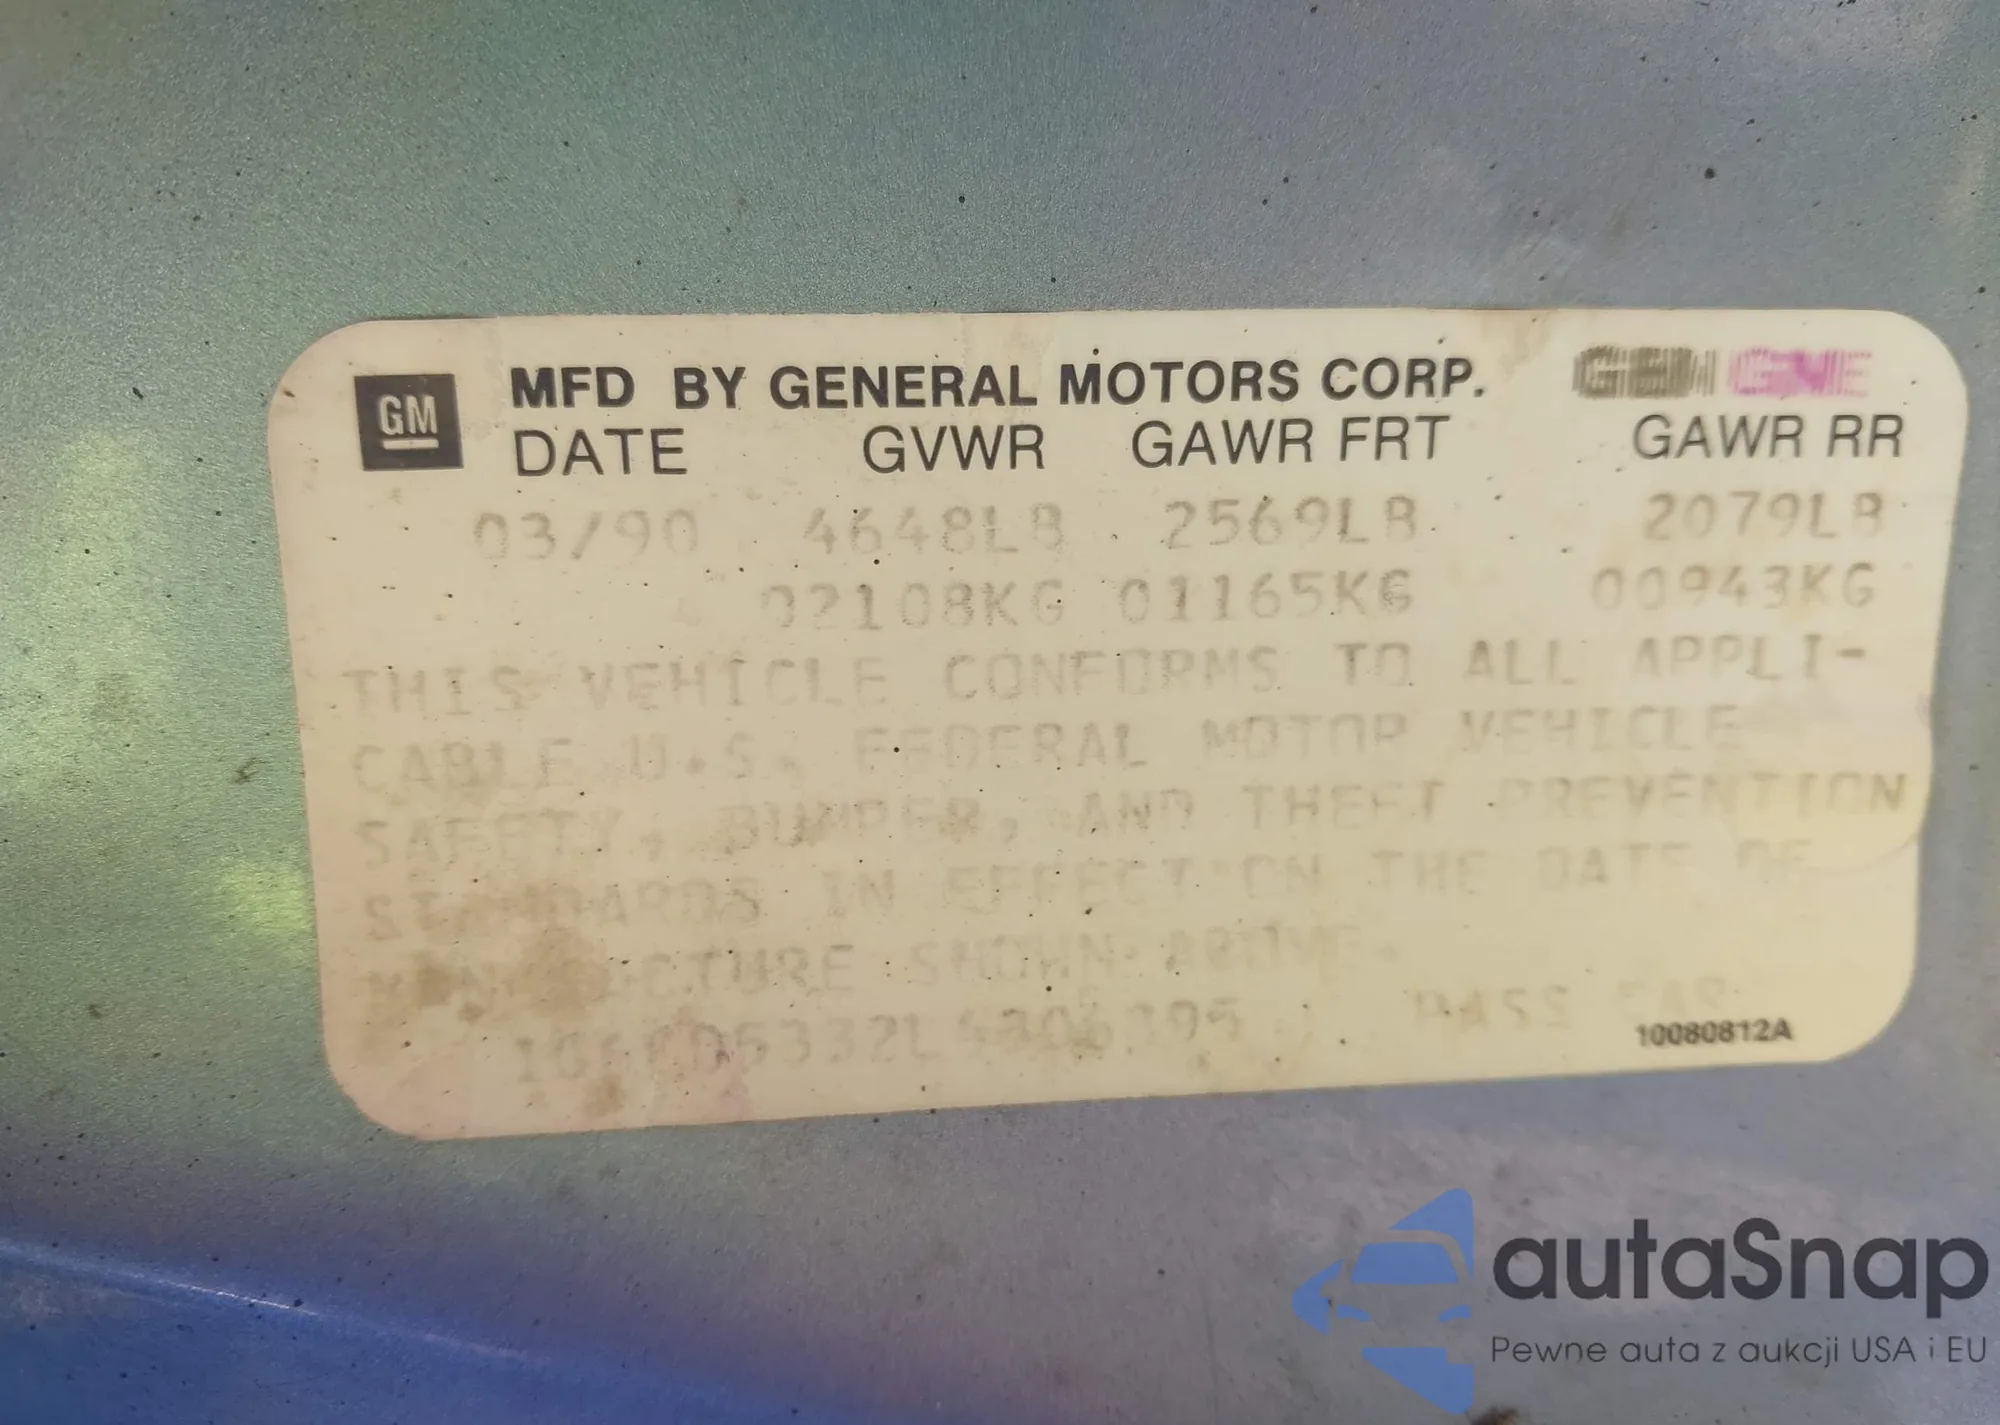 GM
MFD BY GENERAL MOTORS CORP.
DATE GVWR GAWR FRT GAWR RR
03/90 4648LB 2569LB 2079LB
02108KG 01165KG 00943KG
THIS VEHICLE CONFORMS TO ALL APPLI-
CABLE U.S. FEDERAL MOTOR VEHICLE
SAFETY, BUMPER, AND THEFT PREVENTION
STANDARDS IN EFFECT ON THE DATE OF
MANUFACTURE SHOWN ABOVE.
PASS CAR
10080812A
autaSnap
Pewne auta z aukcji USA i EU